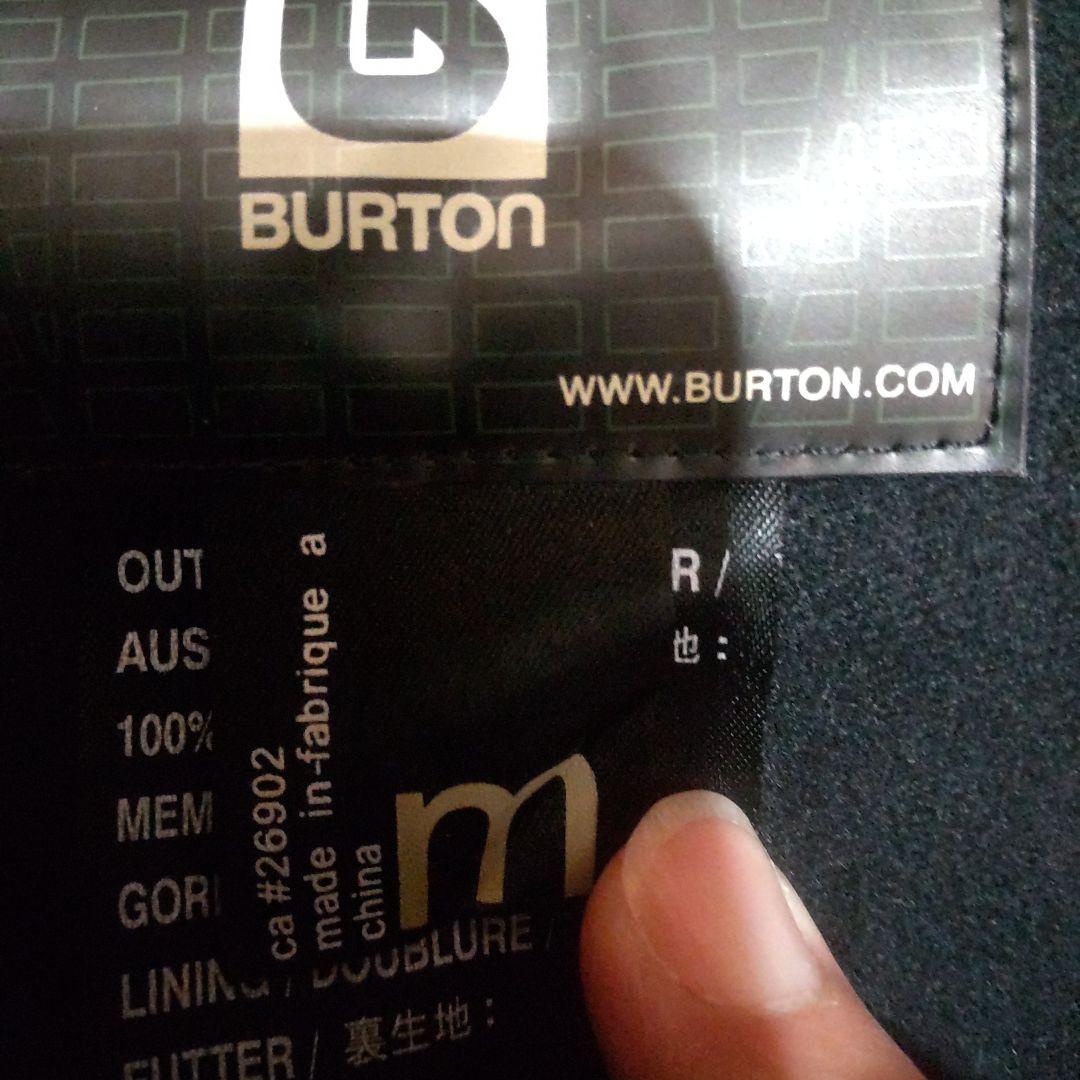 BURTON
WWW.BURTON.COM
OUT
R /
AUS
也 :
100%
MEM
GOR
LINING / DOUBLURE /
FUTTER / 裏生地 :
ca #26902
made in-fabrique a
china
m